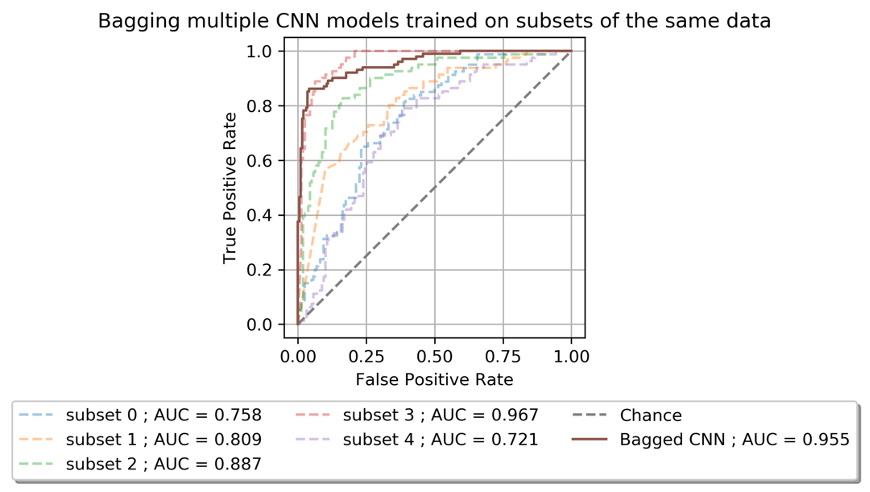 Bagging multiple CNN models trained on subsets of the same data
1.0
0.8
0.6
0.4
0.2
0.0
True Positive Rate
0.00 0.25 0.50 0.75 1.00
False Positive Rate
subset 0 ; AUC = 0.758
subset 1 ; AUC = 0.809
subset 2 ; AUC = 0.887
subset 3 ; AUC = 0.967
subset 4 ; AUC = 0.721
Chance
Bagged CNN ; AUC = 0.955